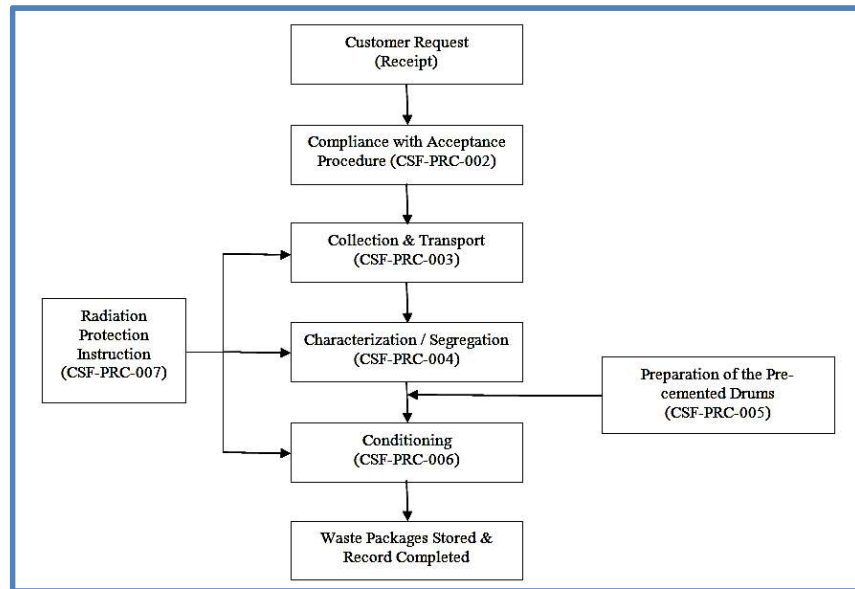 Customer Request
(Receipt)
Compliance with Acceptance
Procedure (CSF-PRC-002)
Collection & Transport
(CSF-PRC-003)
Radiation
Protection
Instruction
(CSF-PRC-007)
Characterization / Segregation
(CSF-PRC-004)
Preparation of the Pre-
cemented Drums
(CSF-PRC-005)
Conditioning
(CSF-PRC-006)
Waste Packages Stored &
Record Completed